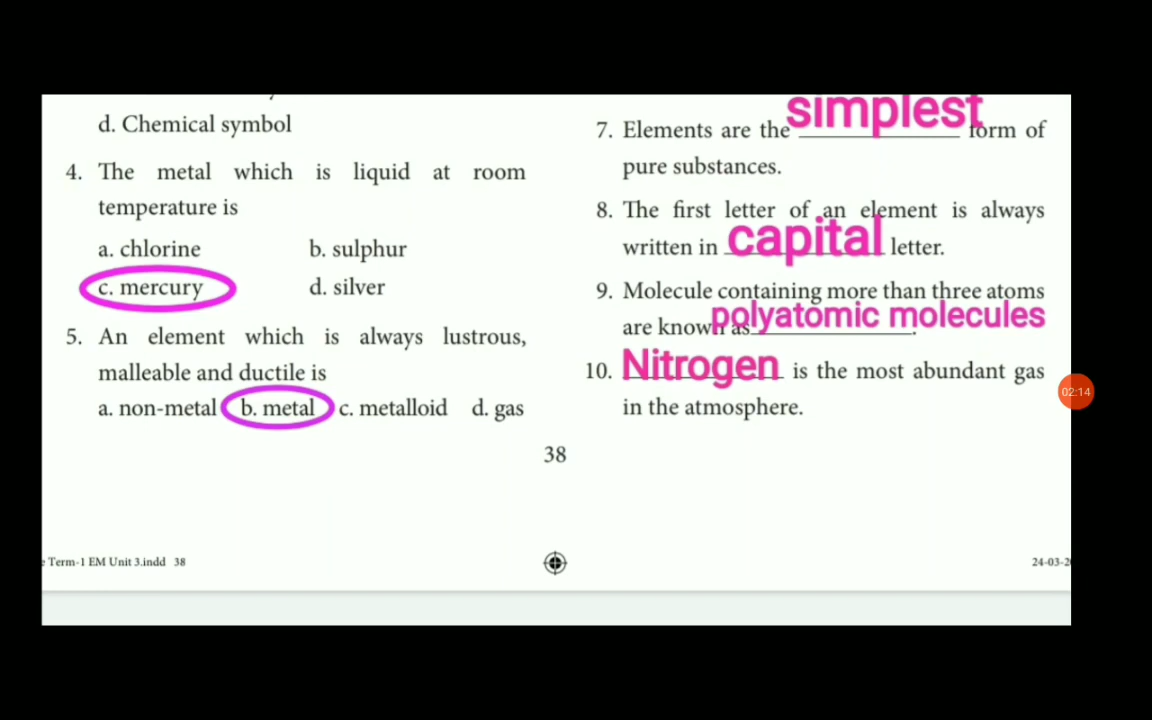 d. Chemical symbol
4. The metal which is liquid at room
temperature is
a. chlorine b. sulphur
c. mercury d. silver
5. An element which is always lustrous,
malleable and ductile is
a. non-metal b. metal c. metalloid d. gas
7. Elements are the simplest form of
pure substances.
8. The first letter of an element is always
written in capital letter.
9. Molecule containing more than three atoms
are known as polyatomic molecules.
10. Nitrogen is the most abundant gas
in the atmosphere.
02:14
38
Term-1 EM Unit 3.indd 38
24-03-2